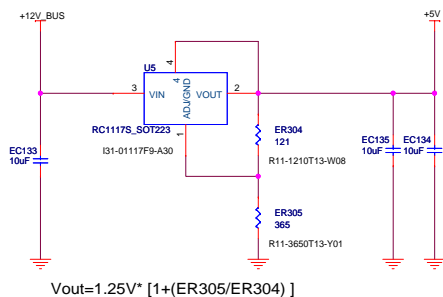 +12V_BUS
+5V
U5
4
4
3
VIN
VOUT
2
ADJ/GND
RC1117S_SOT223
1
I31-01117F9-A30
EC133
10uF
ER304
121
R11-1210T13-W08
EC135
10uF
EC134
10uF
ER305
365
R11-3650T13-Y01
Vout=1.25V* [1+(ER305/ER304) ]